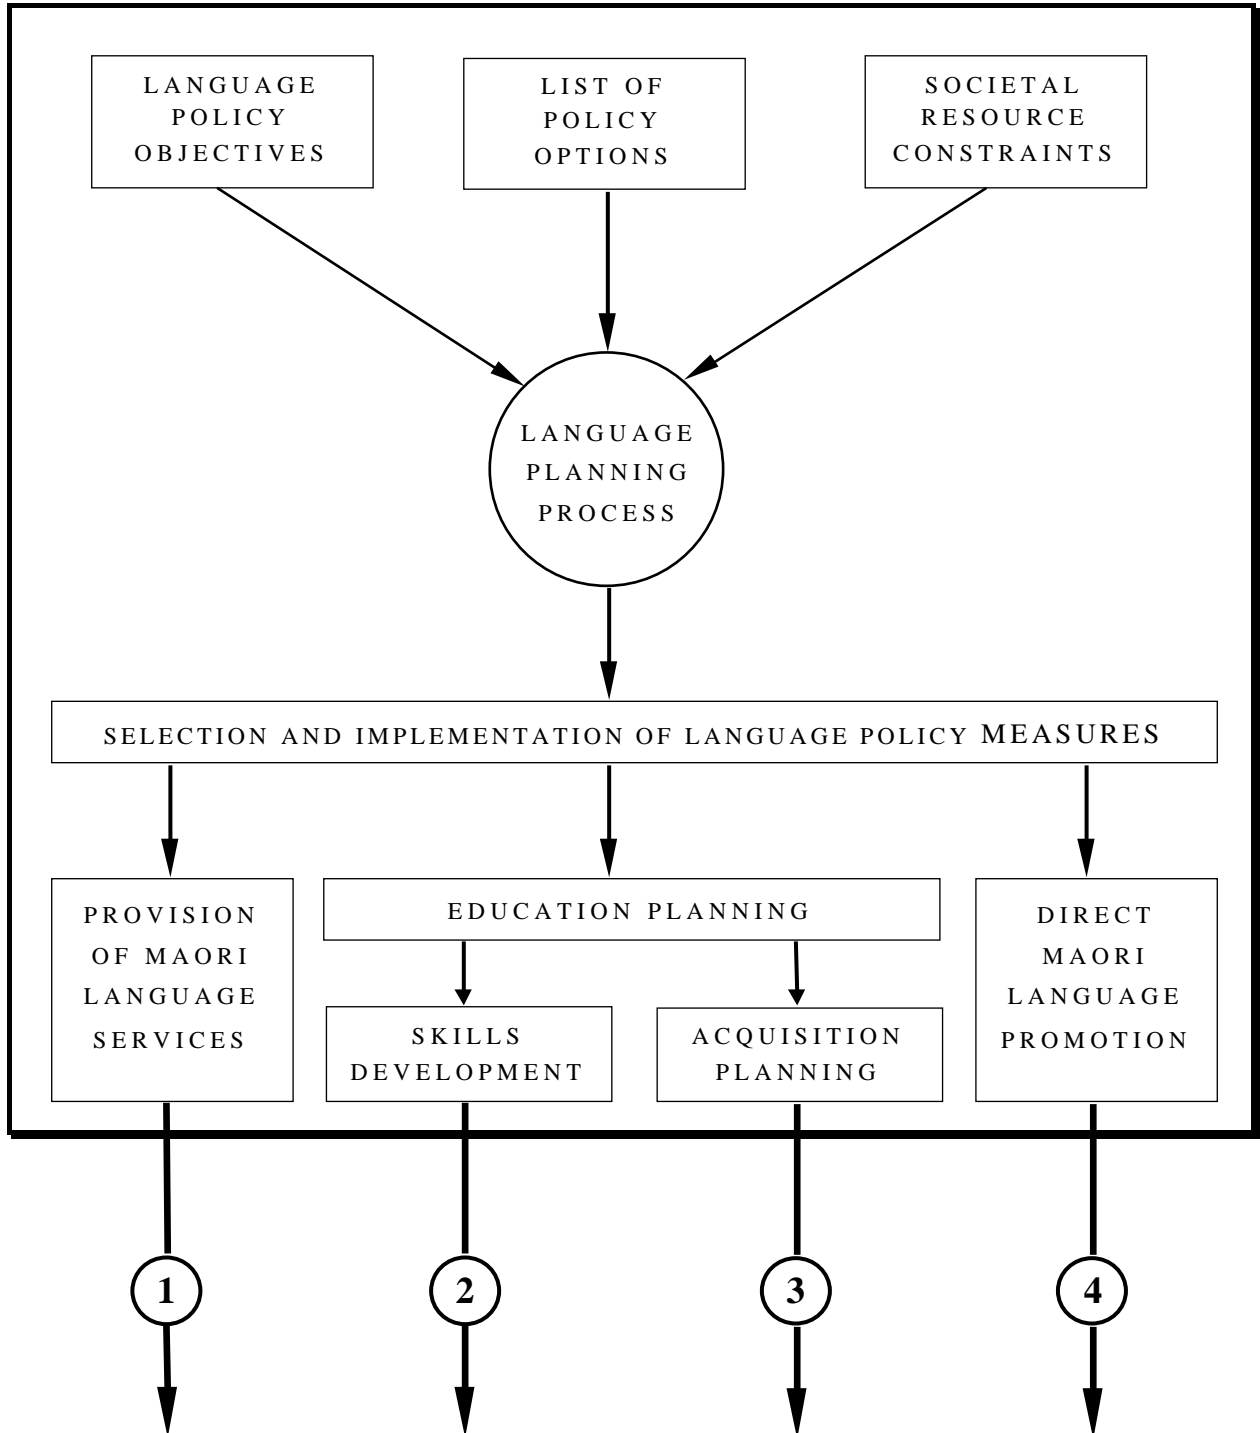 LANGUAGE
POLICY
OBJECTIVES
LIST OF
POLICY
OPTIONS
SOCIETAL
RESOURCE
CONSTRAINTS
LANGUAGE
PLANNING
PROCESS
SELECTION AND IMPLEMENTATION OF LANGUAGE POLICY MEASURES
PROVISION
OF MAORI
LANGUAGE
SERVICES
EDUCATION PLANNING
SKILLS
DEVELOPMENT
ACQUISITION
PLANNING
DIRECT
MAORI
LANGUAGE
PROMOTION
1
2
3
4